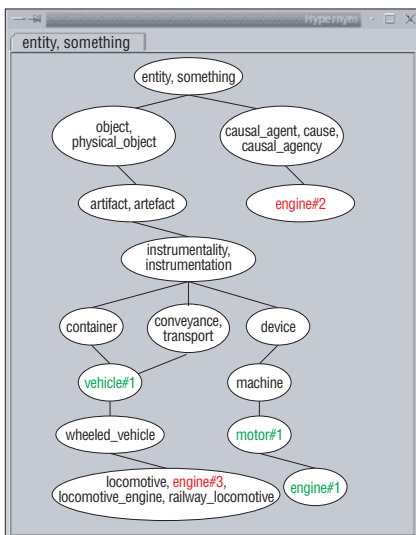 Hypernym
entity, something
entity, something
object,
physical_object
causal_agent, cause,
causal_agency
artifact, artefact
engine#2
instrumentality,
instrumentation
container
conveyance,
transport
device
vehicle#1
machine
wheeled_vehicle
motor#1
locomotive, engine#3,
locomotive_engine, railway_locomotive
engine#1